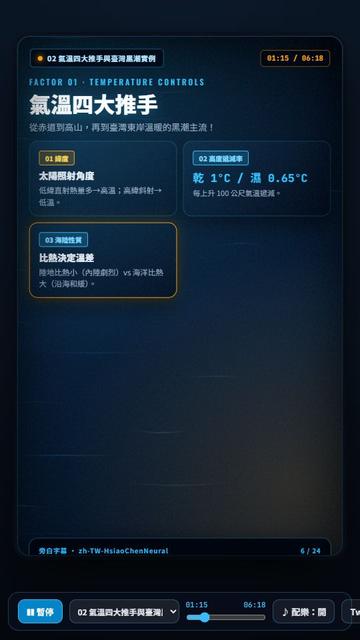 02 氣溫四大推手與臺灣黑潮實例
01:15 / 06:18
FACTOR 01 · TEMPERATURE CONTROLS
氣溫四大推手
從赤道到高山，再到臺灣東岸溫暖的黑潮主流！
01 緯度
太陽照射角度
低緯直射熱量多→高溫；高緯斜射→
低溫。
02 高度遞減率
乾 1°C / 濕 0.65°C
每上升 100 公尺氣溫遞減。
03 海陸性質
比熱決定溫差
陸地比熱小（內陸劇烈）vs 海洋比熱
大（沿海和緩）。
旁白字幕 · zh-TW-HsiaoChenNeural
6 / 24
暫停
02 氣溫四大推手與臺灣
01:15
06:18
♪ 配樂：開
Tw